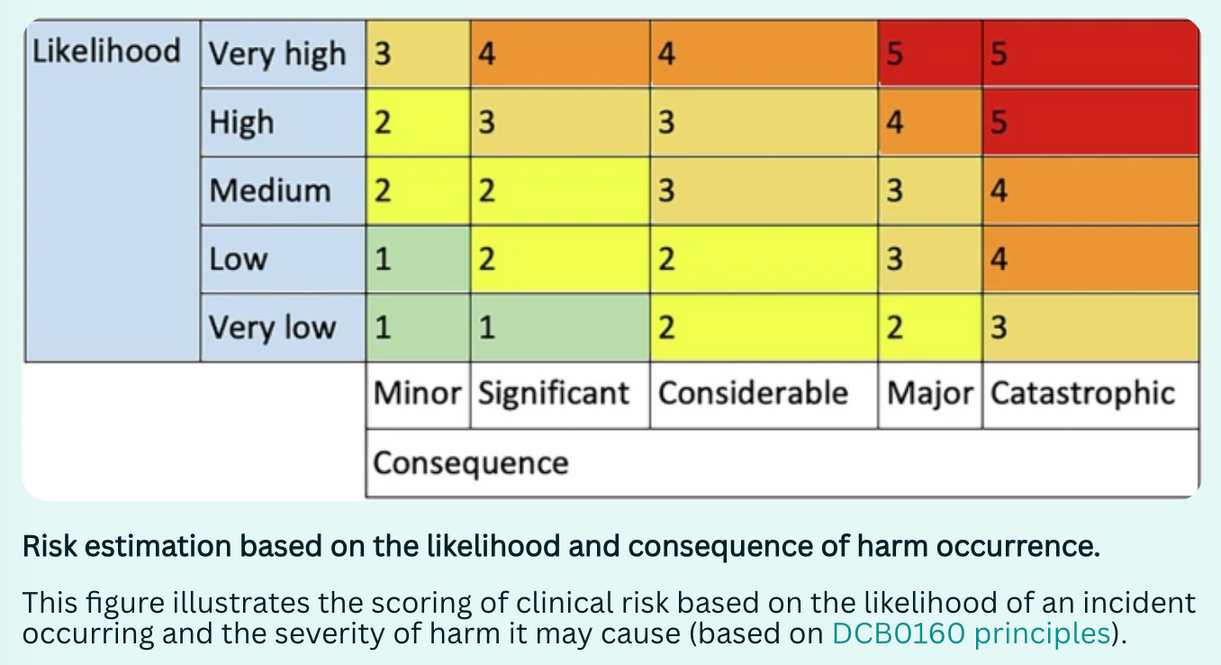 Likelihood Very high 3 4 4 5 5
High 2 3 3 4 5
Medium 2 2 3 3 4
Low 1 2 2 3 4
Very low 1 1 2 2 3
Minor Significant Considerable Major Catastrophic
Consequence
Risk estimation based on the likelihood and consequence of harm occurrence.
This figure illustrates the scoring of clinical risk based on the likelihood of an incident
occurring and the severity of harm it may cause (based on DCB0160 principles).